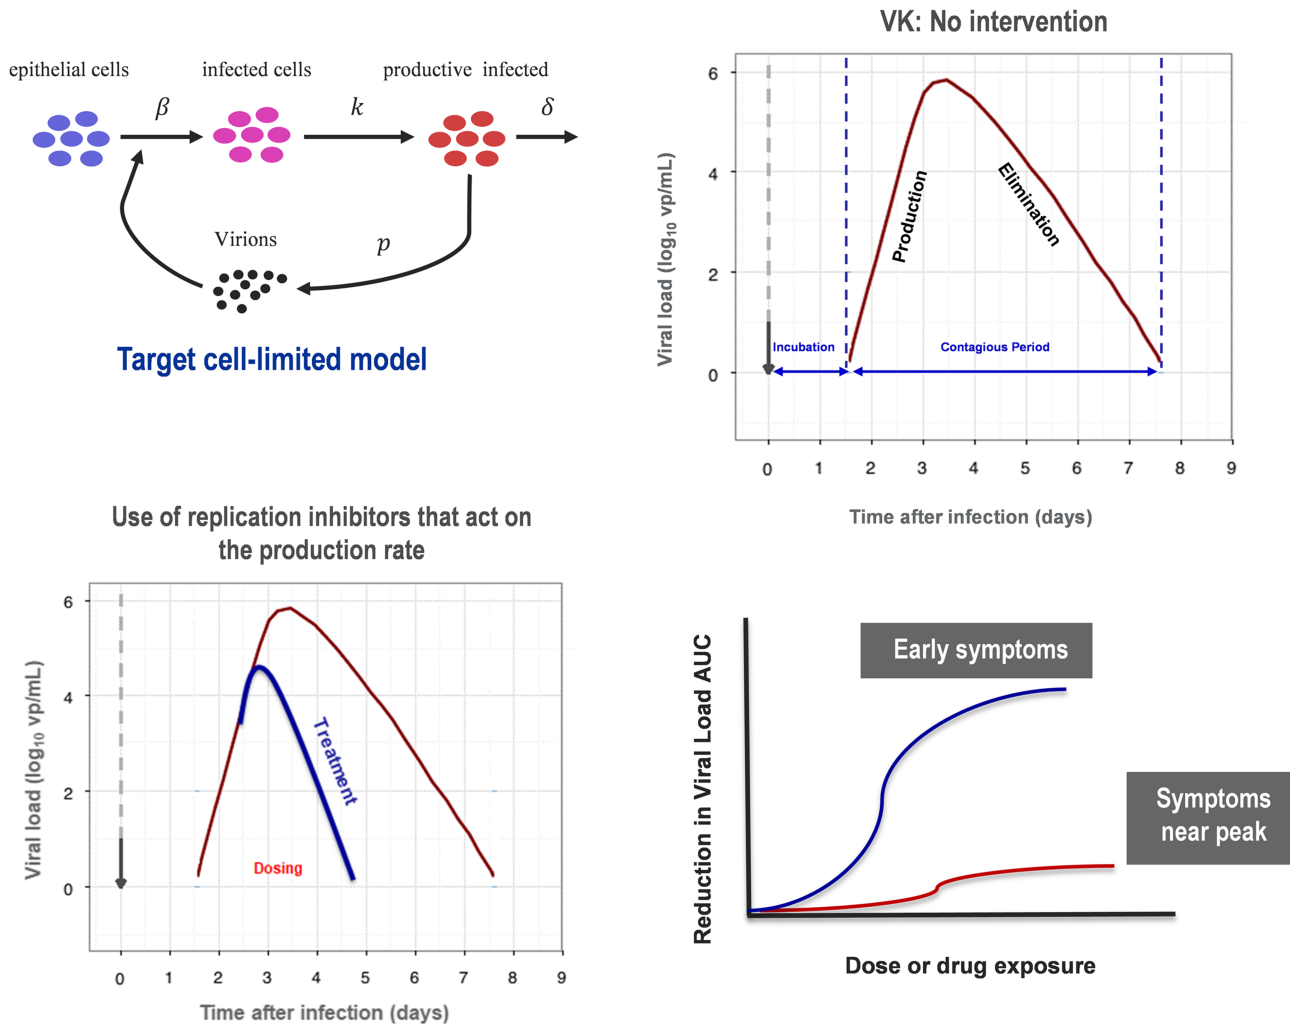 epithelial cells
infected cells
productive infected
β
k
δ
Virions
p
Target cell-limited model
VK: No intervention
Viral load (log10 vp/mL)
6
4
2
0
Production
Elimination
Incubation
Contagious Period
0 1 2 3 4 5 6 7 8 9
Time after infection (days)
Use of replication inhibitors that act on
the production rate
Viral load (log10 vp/mL)
6
4
2
0
Treatment
Dosing
0 1 2 3 4 5 6 7 8 9
Time after infection (days)
Reduction in Viral Load AUC
Early symptoms
Symptoms
near peak
Dose or drug exposure